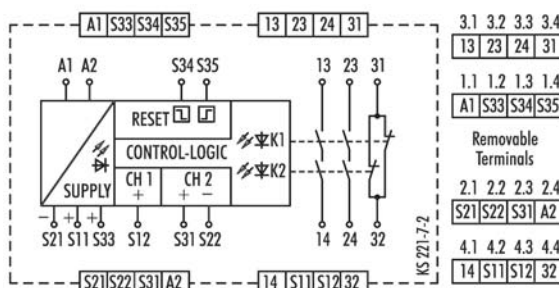 A1 S33 S34 S35 13 23 24 31
A1 A2 S34 S35 13 23 31
RESET
CONTROL-LOGIC
K1
K2
SUPPLY
CH 1 CH 2
+ + -
- + +
S21 S11 S33 S12 S31 S22 14 24 32
S21 S22 S31 A2 14 S11 S12 32
KS 221-7-2
3.1 3.2 3.3 3.4
13 23 24 31
1.1 1.2 1.3 1.4
A1 S33 S34 S35
Removable
Terminals
2.1 2.2 2.3 2.4
S21 S22 S31 A2
4.1 4.2 4.3 4.4
14 S11 S12 32